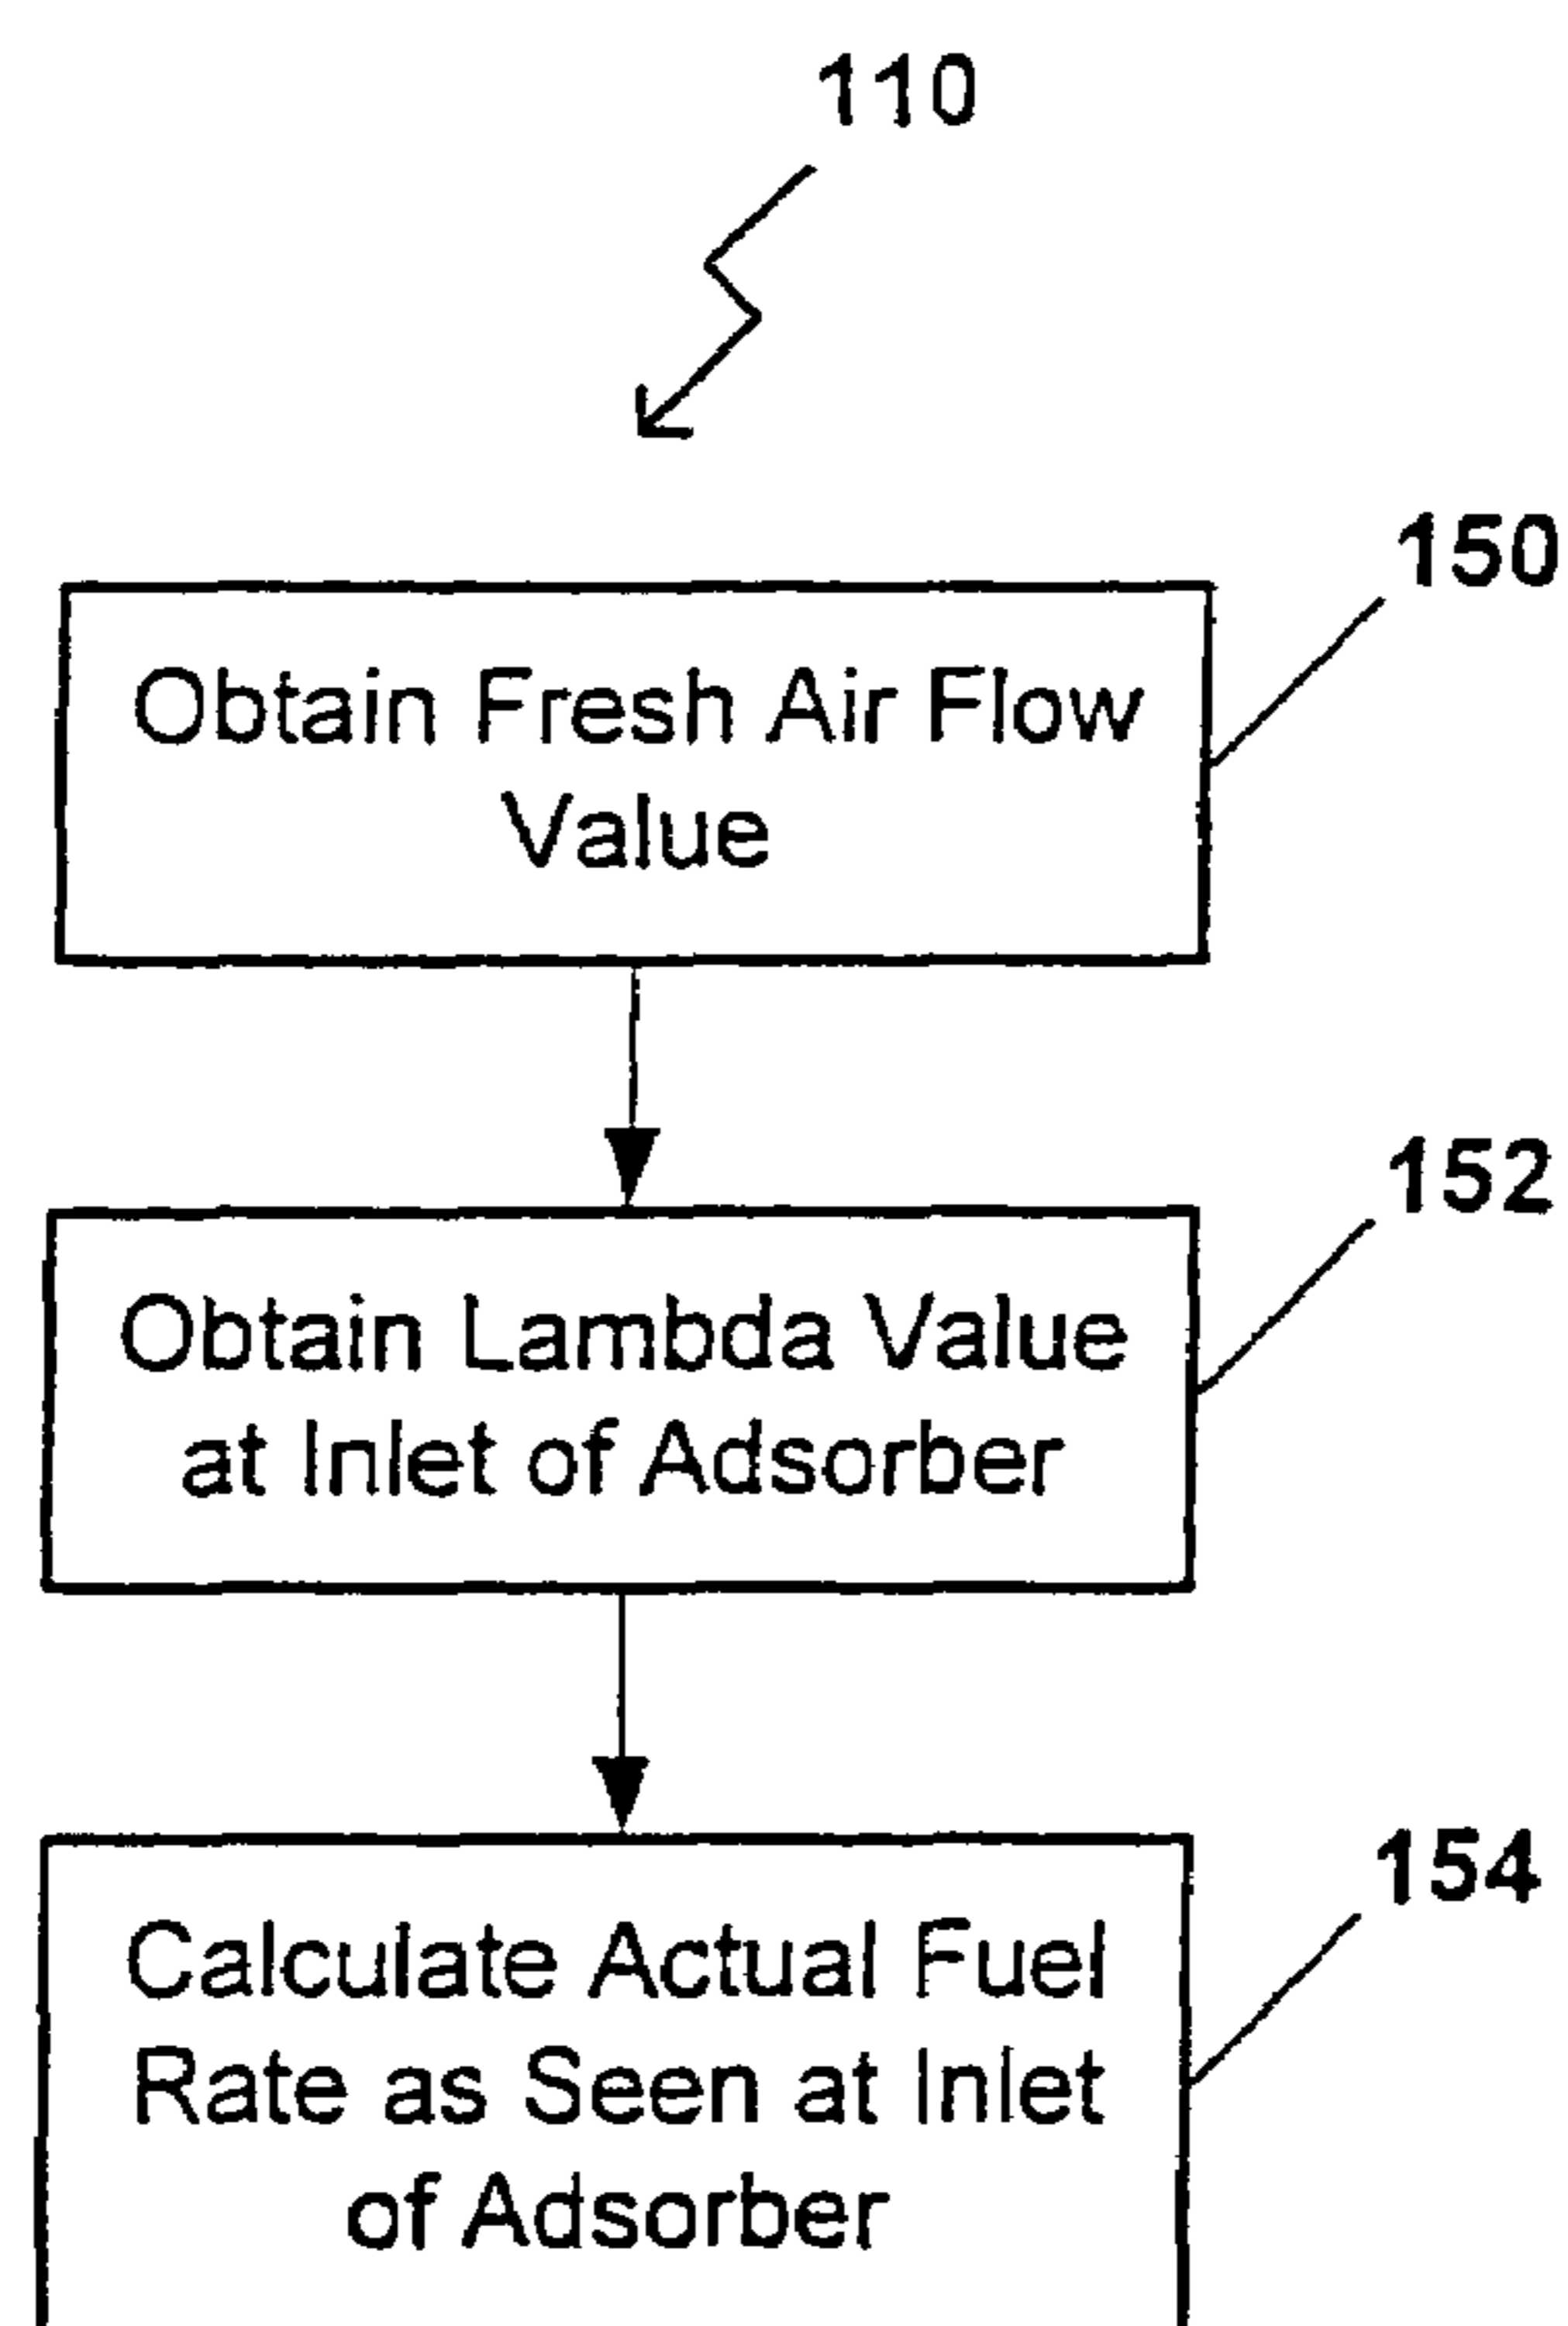 110
150
Obtain Fresh Air Flow
Value
152
Obtain Lambda Value
at Inlet of Adsorber
154
Calculate Actual Fuel
Rate as Seen at Inlet
of Adsorber